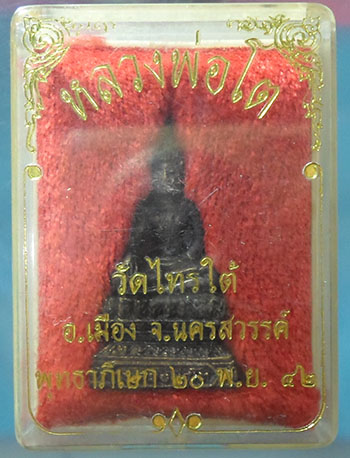 หลวงพ่อโต
วัดไทรใต้
อ.เมือง จ.นครสวรรค์
พุทธาภิเษก ๒๐ พ.ย. ๔๒